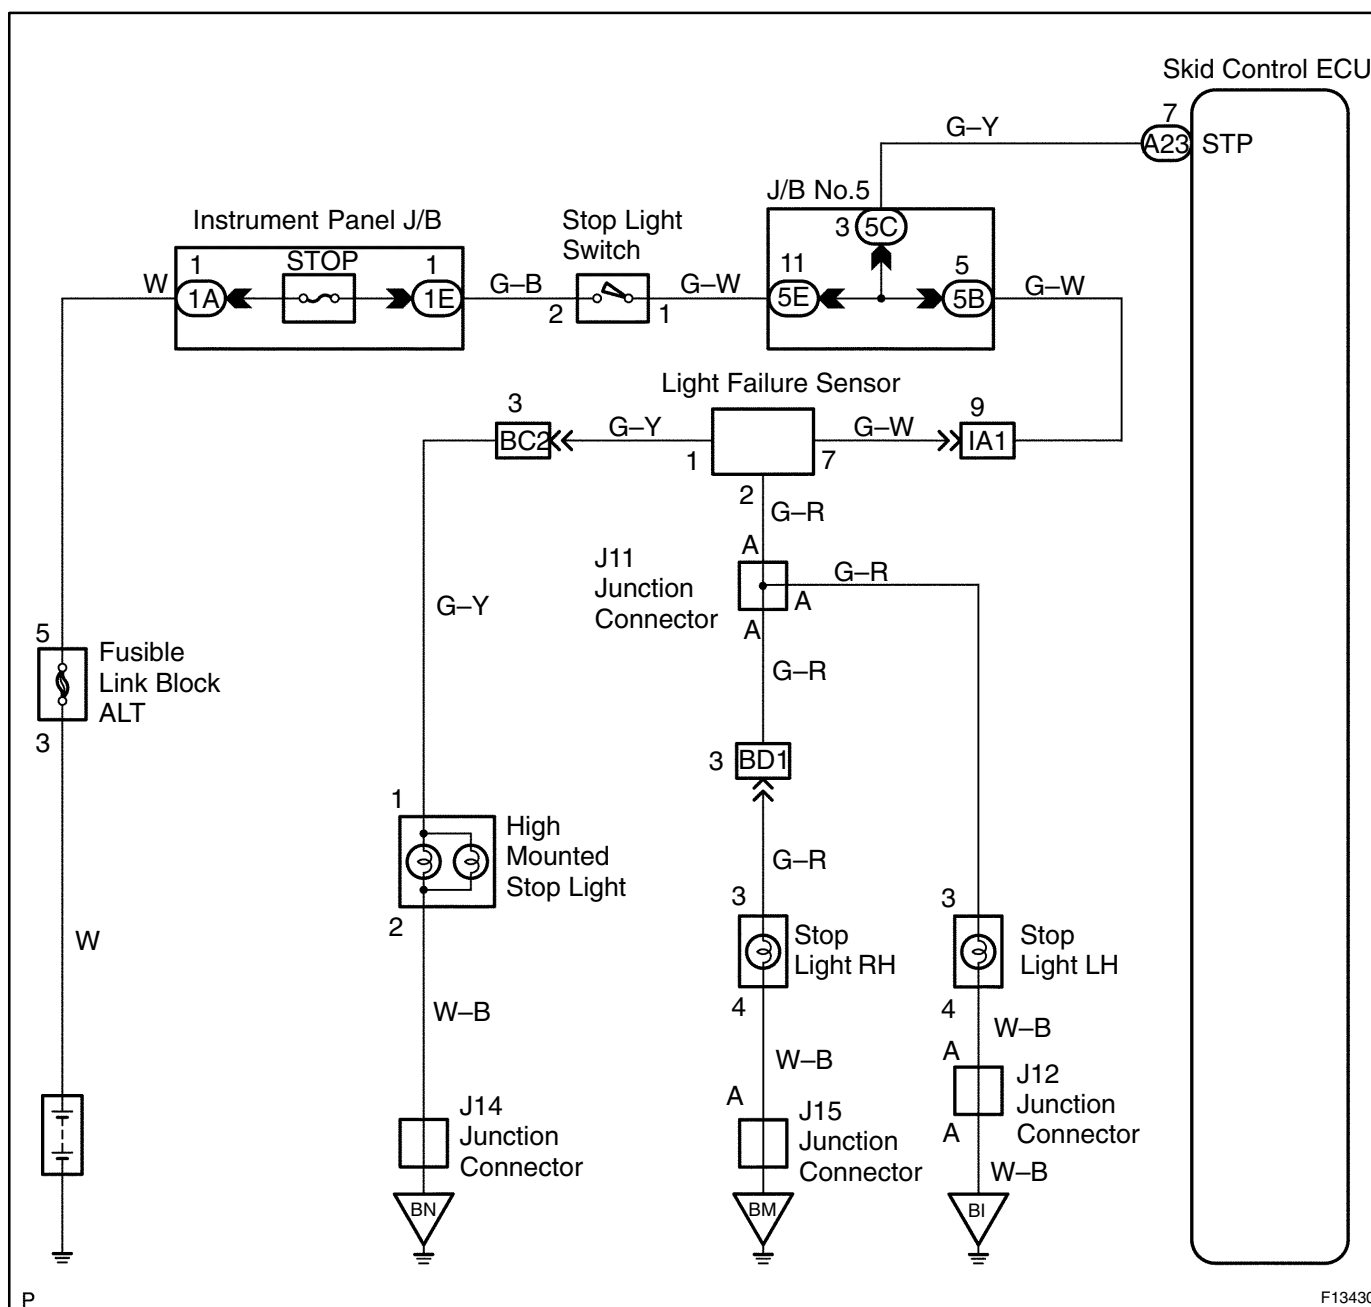 Skid Control ECU
7
G–Y
A23
STP
J/B No.5
Instrument Panel J/B
Stop Light
Switch
3
5C
STOP
1
1
11
5
W
1A
1E
G–B
G–W
5E
5B
G–W
2
1
Light Failure Sensor
3
9
BC2
G–Y
G–W
IA1
1
7
2
G–R
A
J11
Junction
Connector
G–R
A
A
G–Y
G–R
5
Fusible
Link Block
ALT
3
3
BD1
1
High
Mounted
Stop Light
2
G–R
3
3
W
Stop
Light RH
Stop
Light LH
4
4
W–B
W–B
A
W–B
A
J14
Junction
Connector
J15
Junction
Connector
J12
Junction
Connector
A
W–B
BN
BM
BI
P
F13430